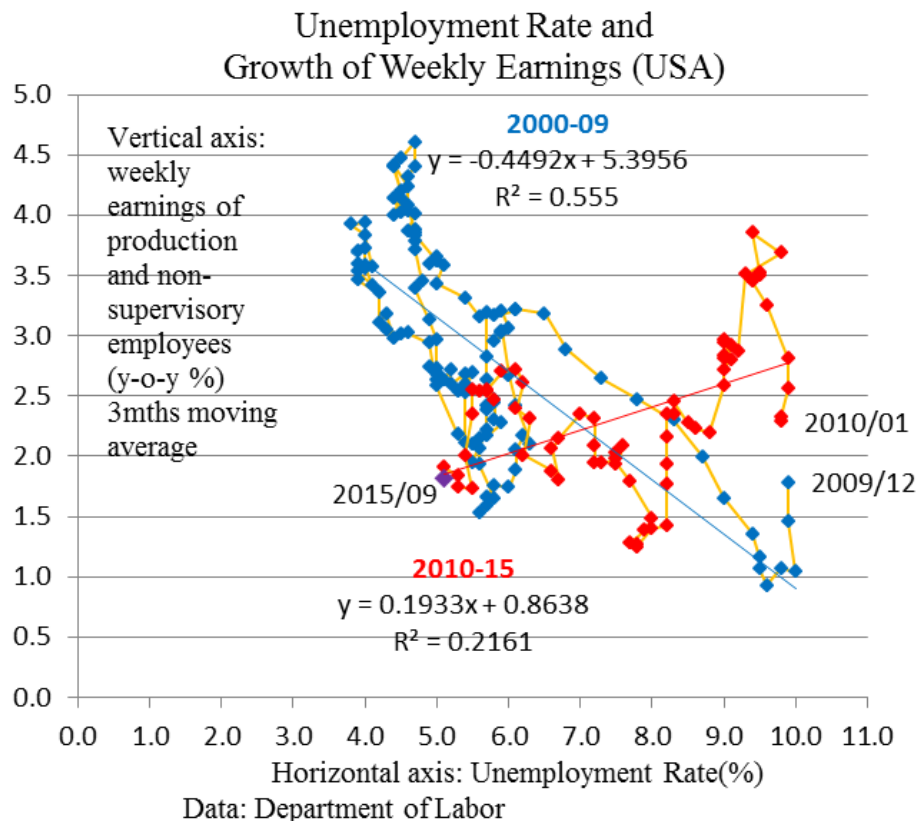 Unemployment Rate and
Growth of Weekly Earnings (USA)
5.0
4.5
4.0
3.5
3.0
2.5
2.0
1.5
1.0
0.5
0.0
Vertical axis:
weekly
earnings of
production
and non-
supervisory
employees
(y-o-y %)
3mths moving
average
2000-09
y = -0.4492x + 5.3956
R² = 0.555
2010/01
2009/12
2015/09
2010-15
y = 0.1933x + 0.8638
R² = 0.2161
0.0 1.0 2.0 3.0 4.0 5.0 6.0 7.0 8.0 9.0 10.0 11.0
Horizontal axis: Unemployment Rate(%)
Data: Department of Labor